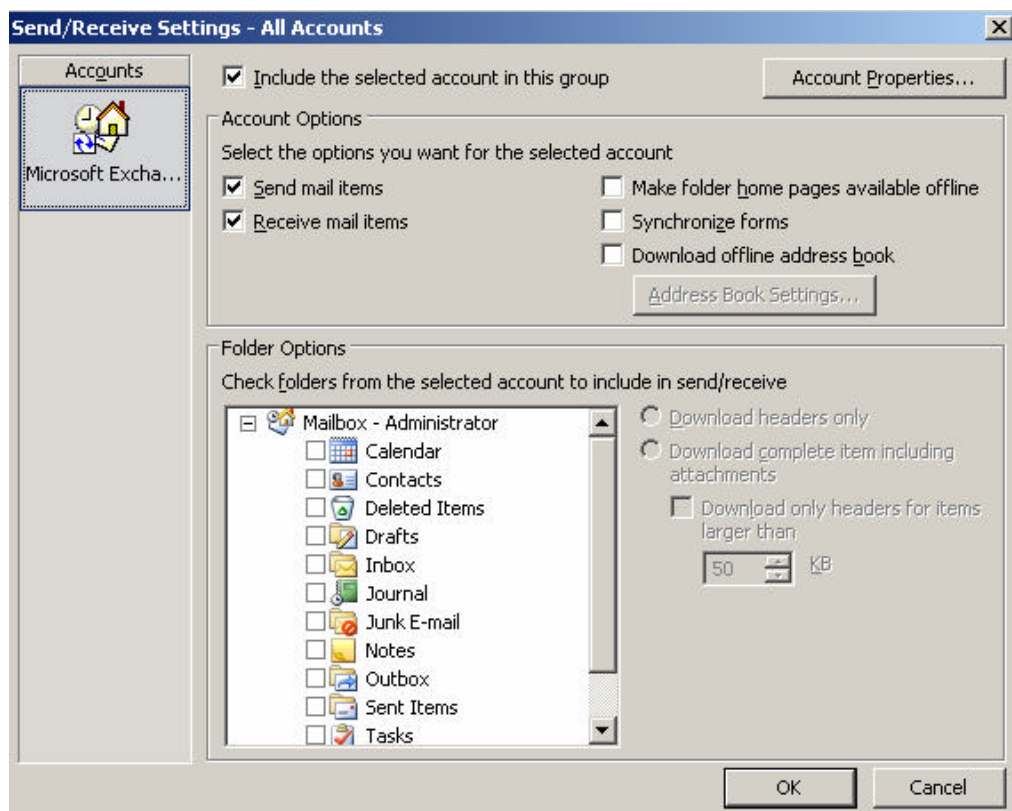 Send/Receive Settings - All Accounts
Accounts
Microsoft Excha...
Include the selected account in this group
Account Properties...
Account Options
Select the options you want for the selected account
Send mail items
Receive mail items
Make folder home pages available offline
Synchronize forms
Download offline address book
Address Book Settings...
Folder Options
Check folders from the selected account to include in send/receive
Mailbox - Administrator
Calendar
Contacts
Deleted Items
Drafts
Inbox
Journal
Junk E-mail
Notes
Outbox
Sent Items
Tasks
Download headers only
Download complete item including
attachments
Download only headers for items
larger than
50 KB
OK
Cancel